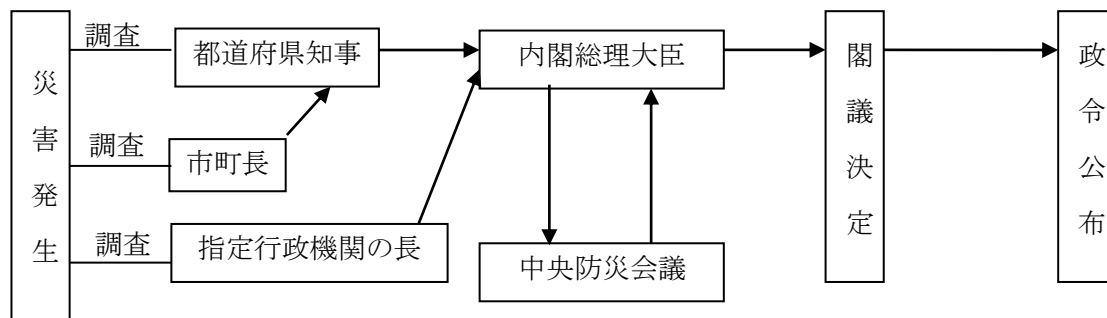 災害発生
調査
都道府県知事
調査
市町長
調査
指定行政機関の長
内閣総理大臣
中央防災会議
閣議決定
政令公布